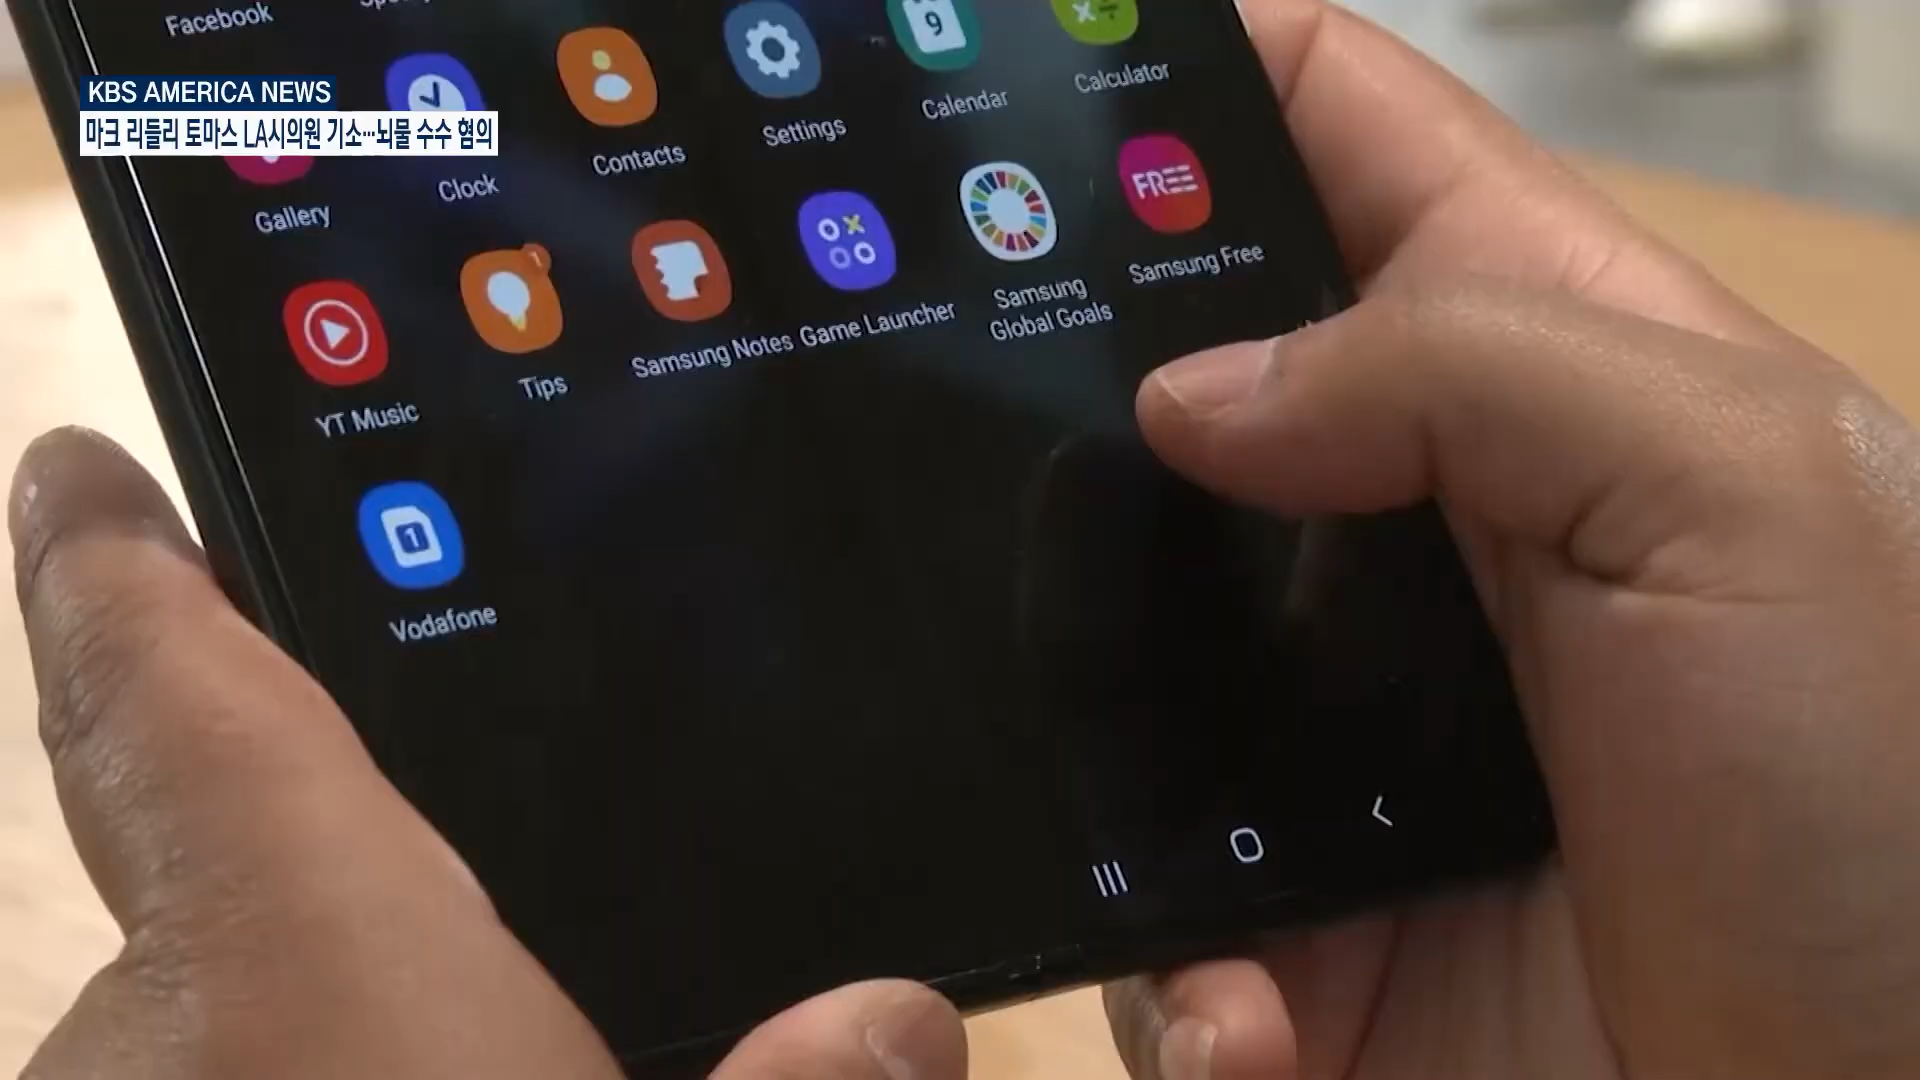 KBS AMERICA NEWS
마크 리들리 토마스 LA시의원 기소…뇌물 수수 혐의
Facebook
Gallery
Clock
Contacts
Settings
9
Calendar
Calculator
YT Music
1
Tips
Samsung Notes
Game Launcher
Samsung
Global Goals
FREE
Samsung Free
1
Vodafone